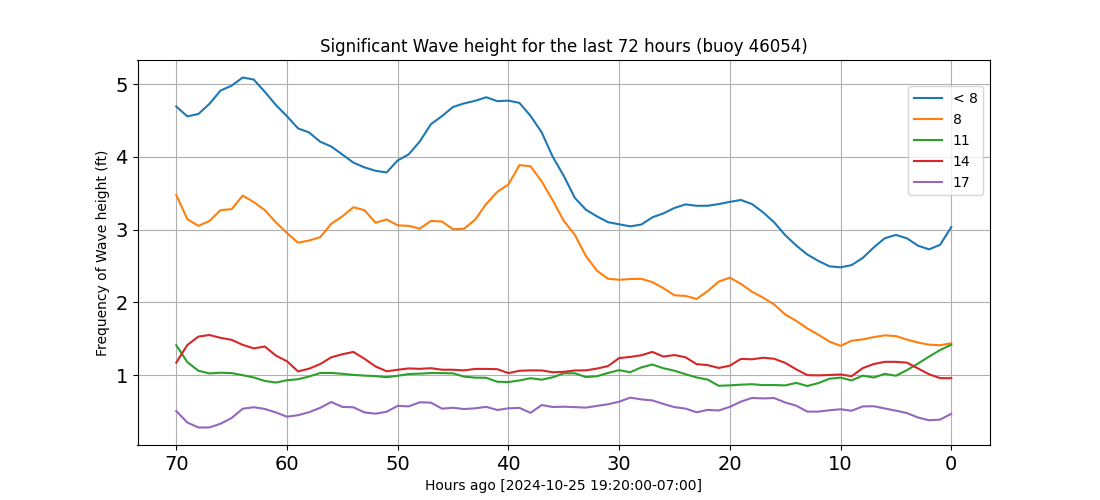 Significant Wave height for the last 72 hours (buoy 46054)
Frequency of Wave height (ft)
5
4
3
2
1
< 8
8
11
14
17
70 60 50 40 30 20 10 0
Hours ago [2024-10-25 19:20:00-07:00]